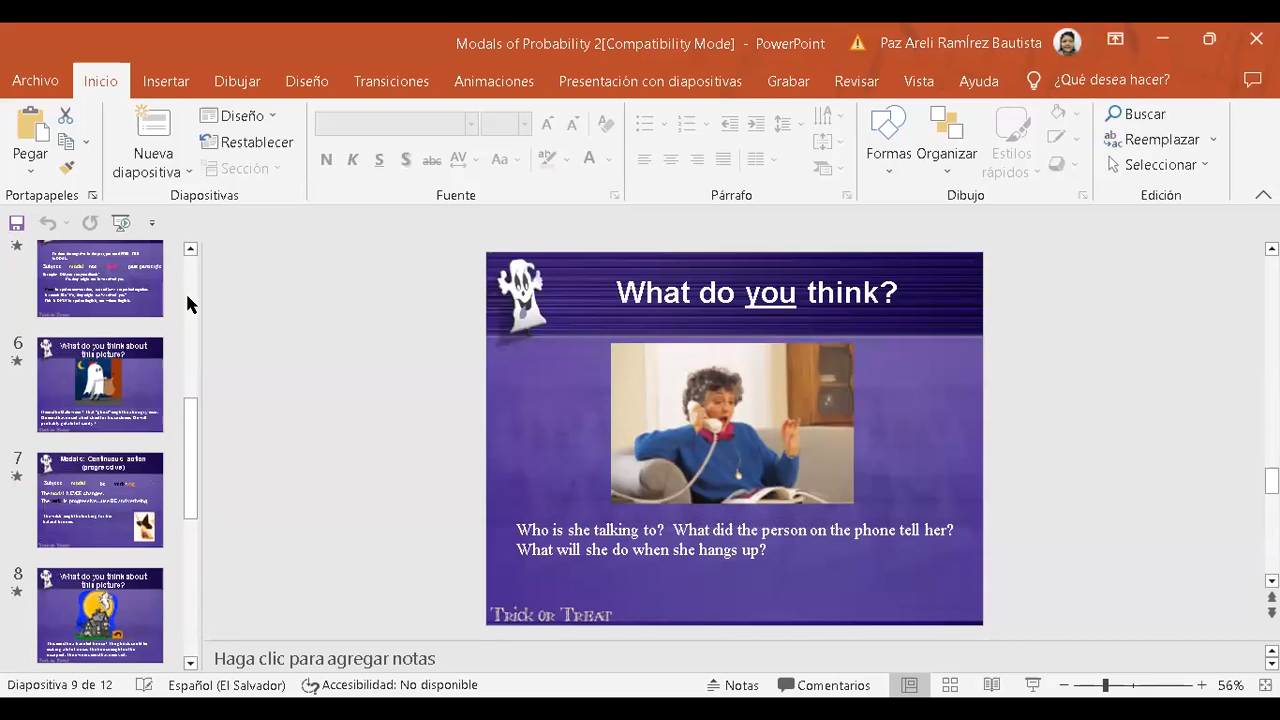 Modals of Probability 2[Compatibility Mode] - PowerPoint
Paz Areli RamÍrez Bautista
Archivo
Inicio
Insertar
Dibujar
Diseño
Transiciones
Animaciones
Presentación con diapositivas
Grabar
Revisar
Vista
Ayuda
¿Qué desea hacer?
Pegar
Nueva
diapositiva
Diseño
Restablecer
Sección
N K S S abc AV Aa A
Formas
Organizar
Estilos
rápidos
Buscar
Reemplazar
Seleccionar
Portapapeles
Diapositivas
Fuente
Párrafo
Dibujo
Edición
6
What do you think about
this picture?
7
Modals: Continuous action
(progressive)
8
What do you think about
this picture?
What do you think?
Who is she talking to? What did the person on the phone tell her?
What will she do when she hangs up?
Trick or Treat
Haga clic para agregar notas
Diapositiva 9 de 12
Español (El Salvador)
Accesibilidad: No disponible
Notas
Comentarios
56%